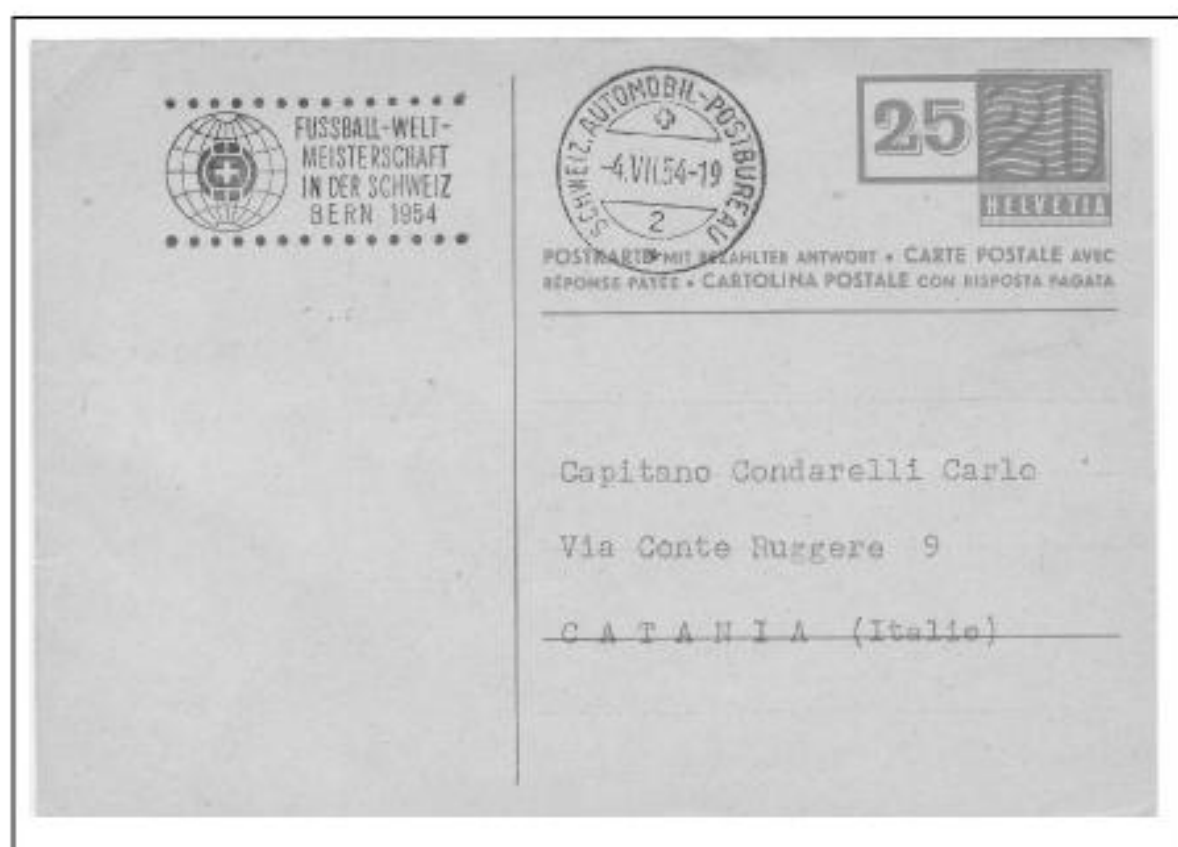 FUSSBALL-WELT-
MEISTERSCHAFT
IN DER SCHWEIZ
BERN 1954
SCHWEIZ. AUTOMOBIL-POSTBUREAU
-4.VII.54-19
2
25
20
HELVETIA
POSTKARTE MIT BEZAHLTER ANTWORT • CARTE POSTALE AVEC
RÉPONSE PAYÉE • CARTOLINA POSTALE CON RISPOSTA PAGATA
Capitano Condarelli Carlo
Via Conte Ruggere 9
C A T A N I A (Italie)